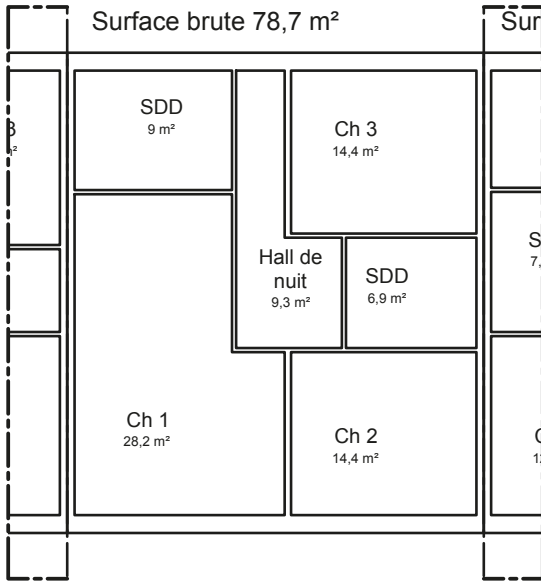 Surface brute 78,7 m²
SDD
9 m²
Ch 3
14,4 m²
Hall de
nuit
9,3 m²
SDD
6,9 m²
Ch 1
28,2 m²
Ch 2
14,4 m²